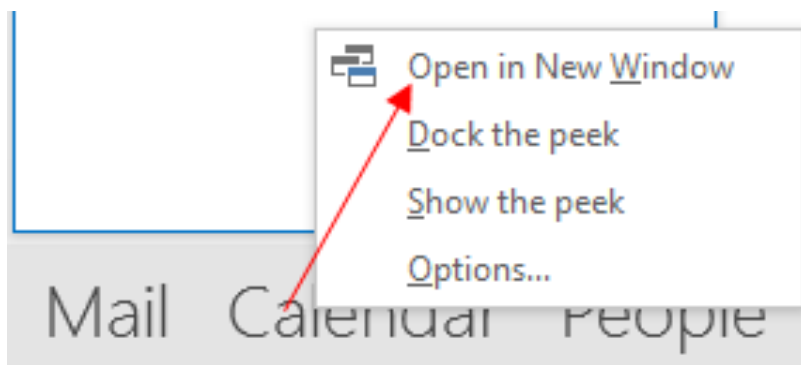 Open in New Window
Dock the peek
Show the peek
Options...
Mail Calendar People